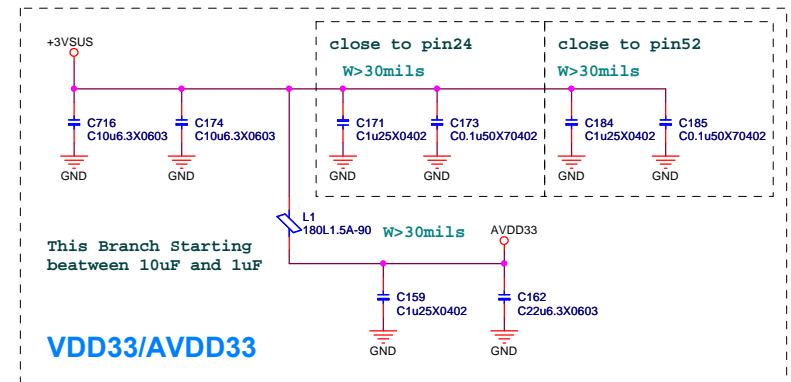 +3VSUS
close to pin24
W>30mils
close to pin52
W>30mils
C716
C10u6.3X0603
GND
C174
C10u6.3X0603
GND
C171
C1u25X0402
GND
C173
C0.1u50X70402
GND
C184
C1u25X0402
GND
C185
C0.1u50X70402
GND
L1
180L1.5A-90
W>30mils
AVDD33
This Branch Starting
beatween 10uF and 1uF
C159
C1u25X0402
GND
C162
C22u6.3X0603
GND
VDD33/AVDD33